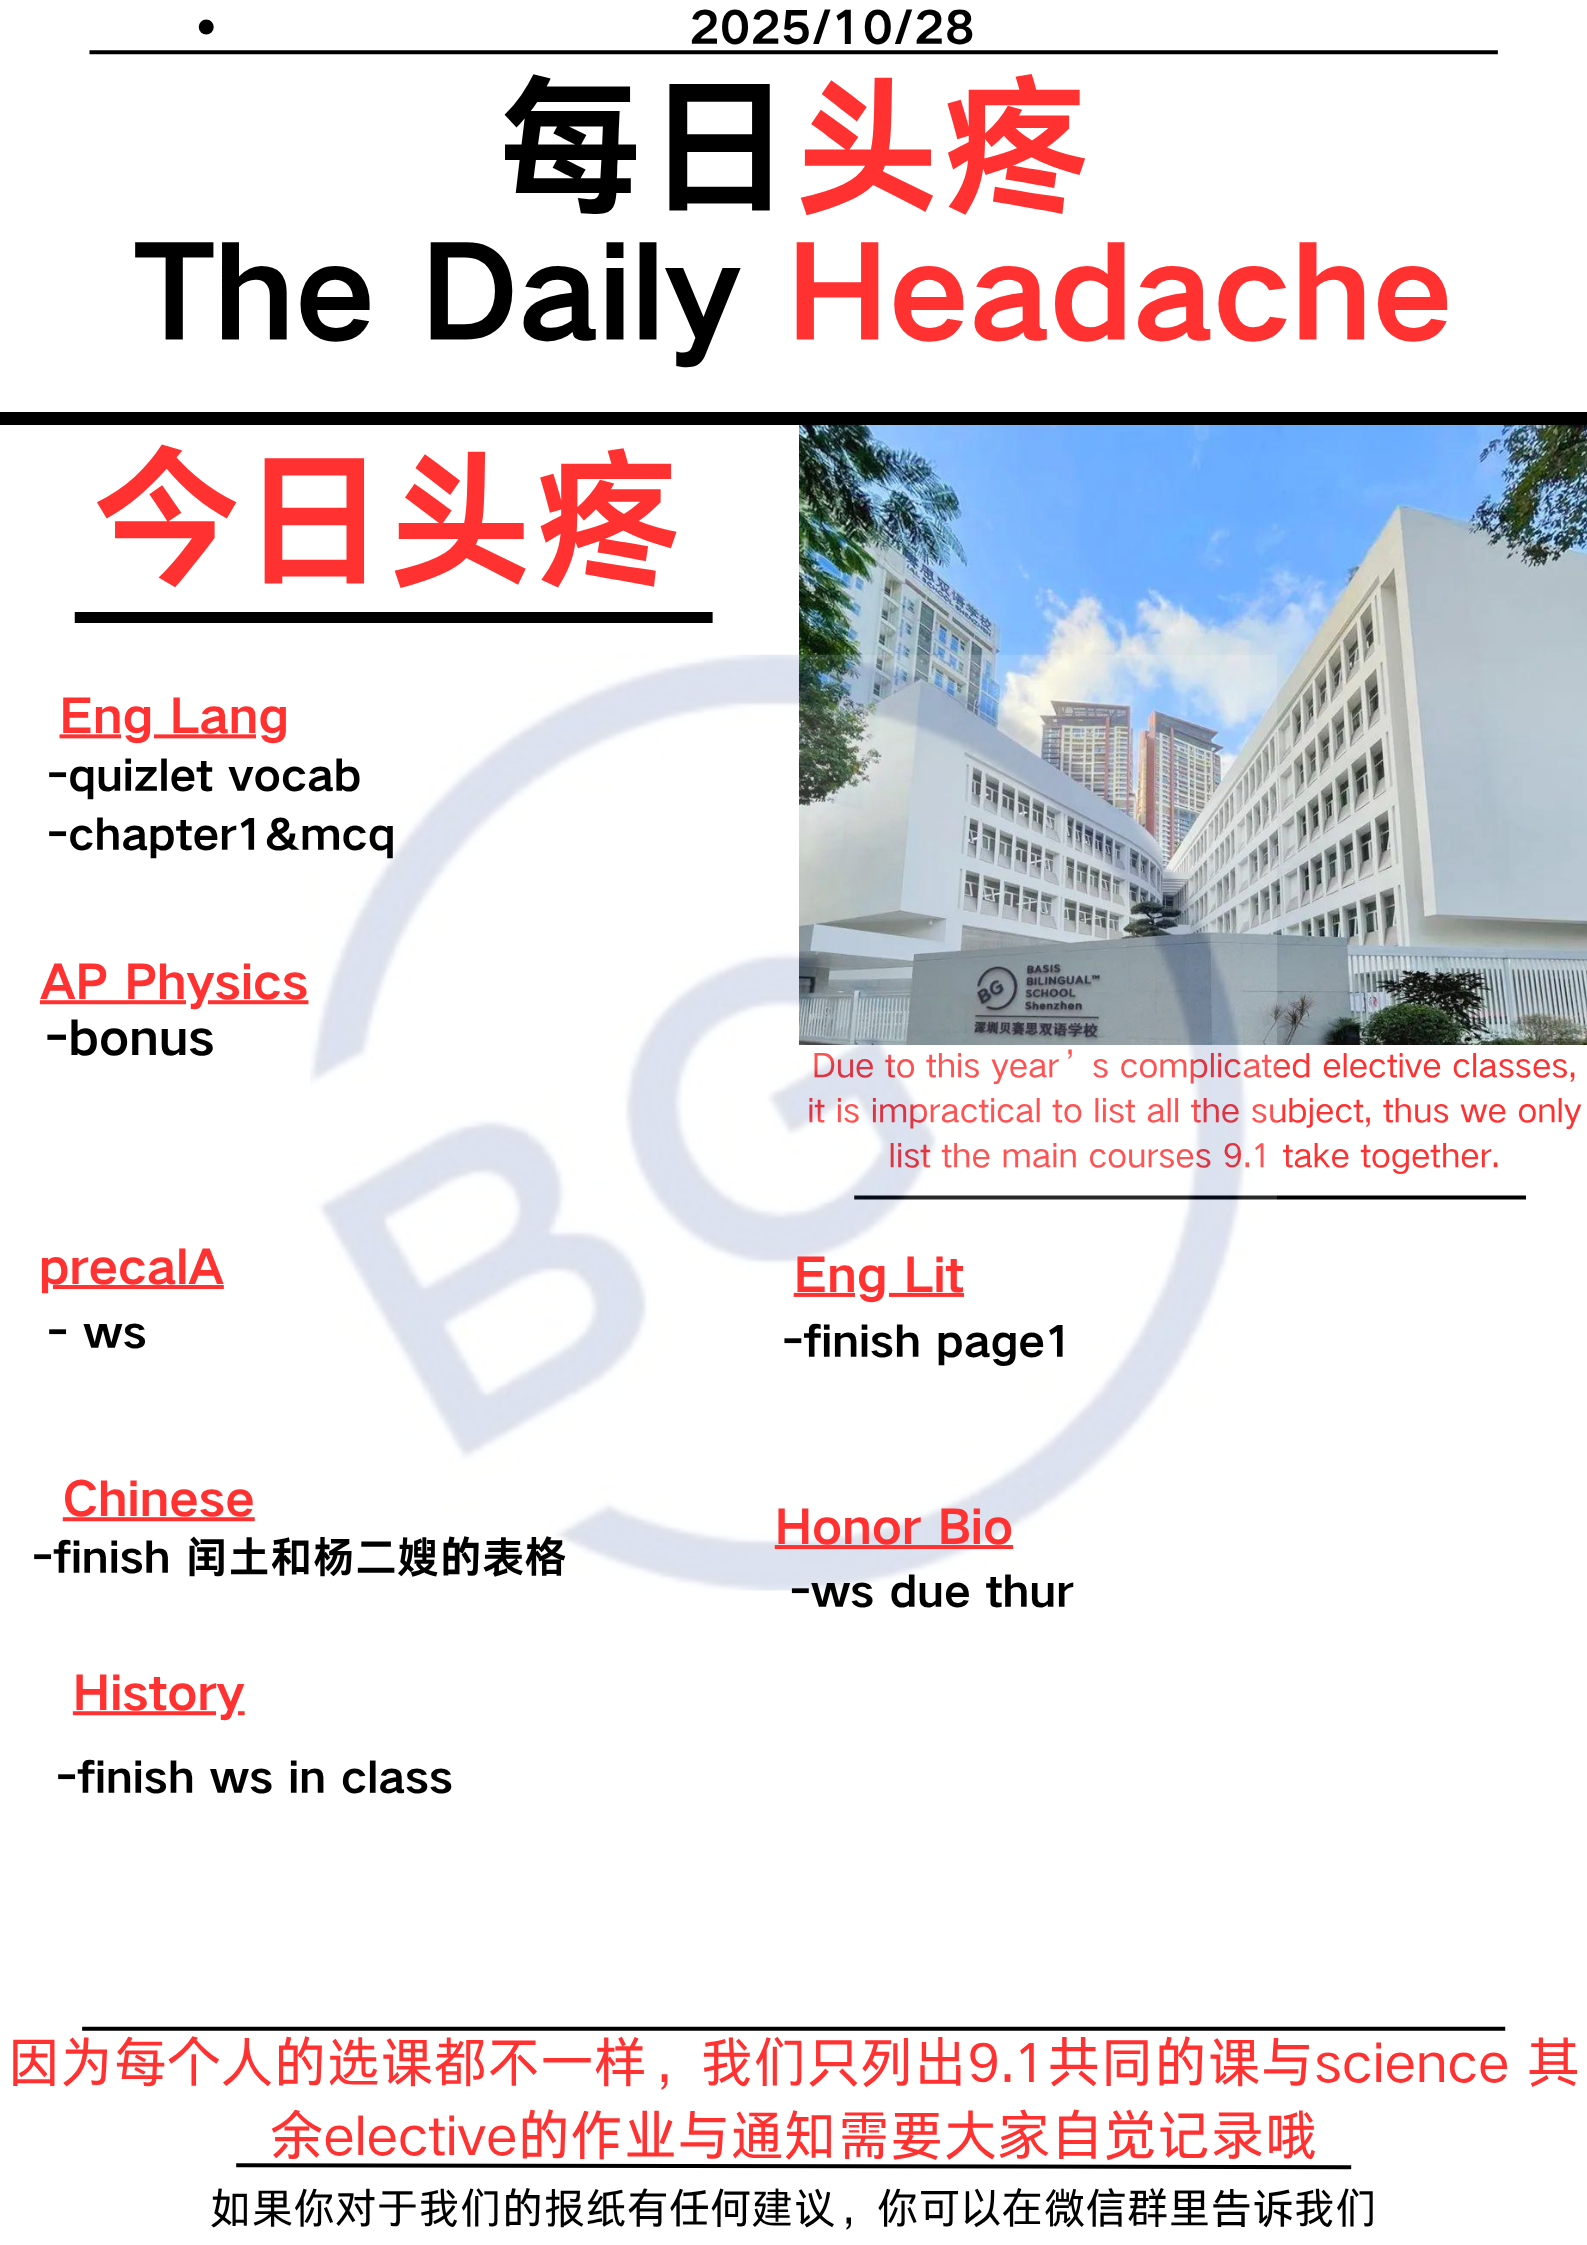 2025/10/28
每日头疼
The Daily Headache
今日头疼
Eng Lang
-quizlet vocab
-chapter1&mcq
AP Physics
-bonus
precalA
- ws
Chinese
-finish 闰土和杨二嫂的表格
History
-finish ws in class
思双语学校
BG
BASIS
BILINGUAL™
SCHOOL
Shenzhen
深圳贝赛思双语学校
Due to this year’s complicated elective classes,
it is impractical to list all the subject, thus we only
list the main courses 9.1 take together.
Eng Lit
-finish page1
Honor Bio
-ws due thur
BG
因为每个人的选课都不一样，我们只列出9.1共同的课与science 其
余elective的作业与通知需要大家自觉记录哦
如果你对于我们的报纸有任何建议，你可以在微信群里告诉我们